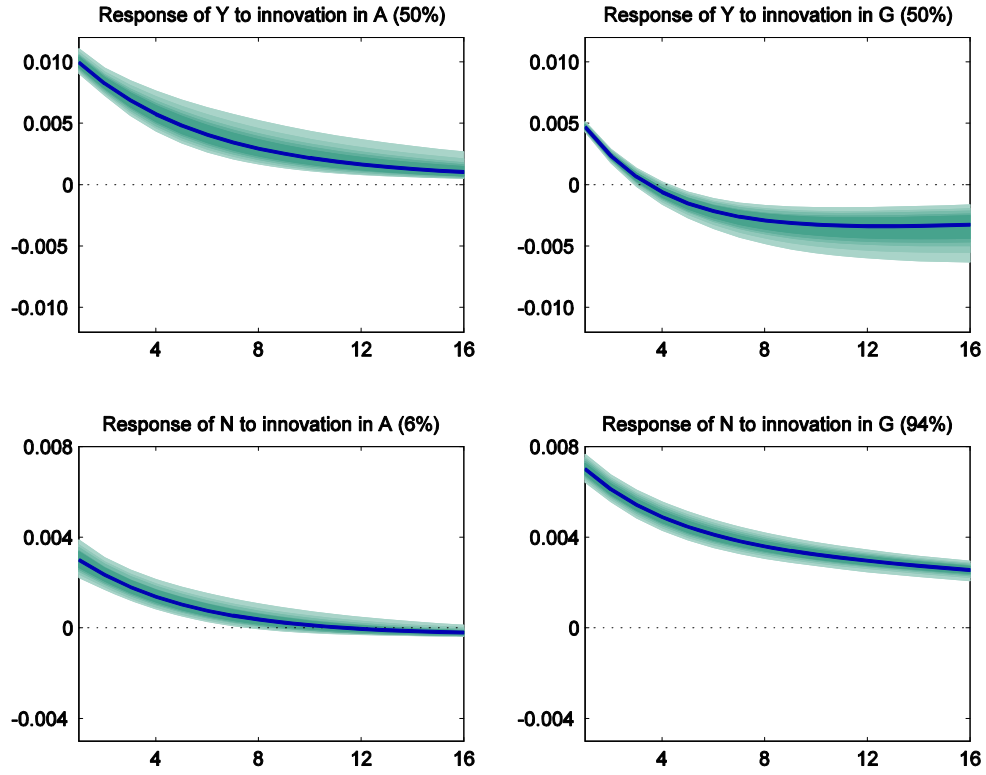 Response of Y to innovation in A (50%)
0.010
0.005
0
-0.005
-0.010
4 8 12 16
Response of Y to innovation in G (50%)
0.010
0.005
0
-0.005
-0.010
4 8 12 16
Response of N to innovation in A (6%)
0.008
0.004
0
-0.004
4 8 12 16
Response of N to innovation in G (94%)
0.008
0.004
0
-0.004
4 8 12 16